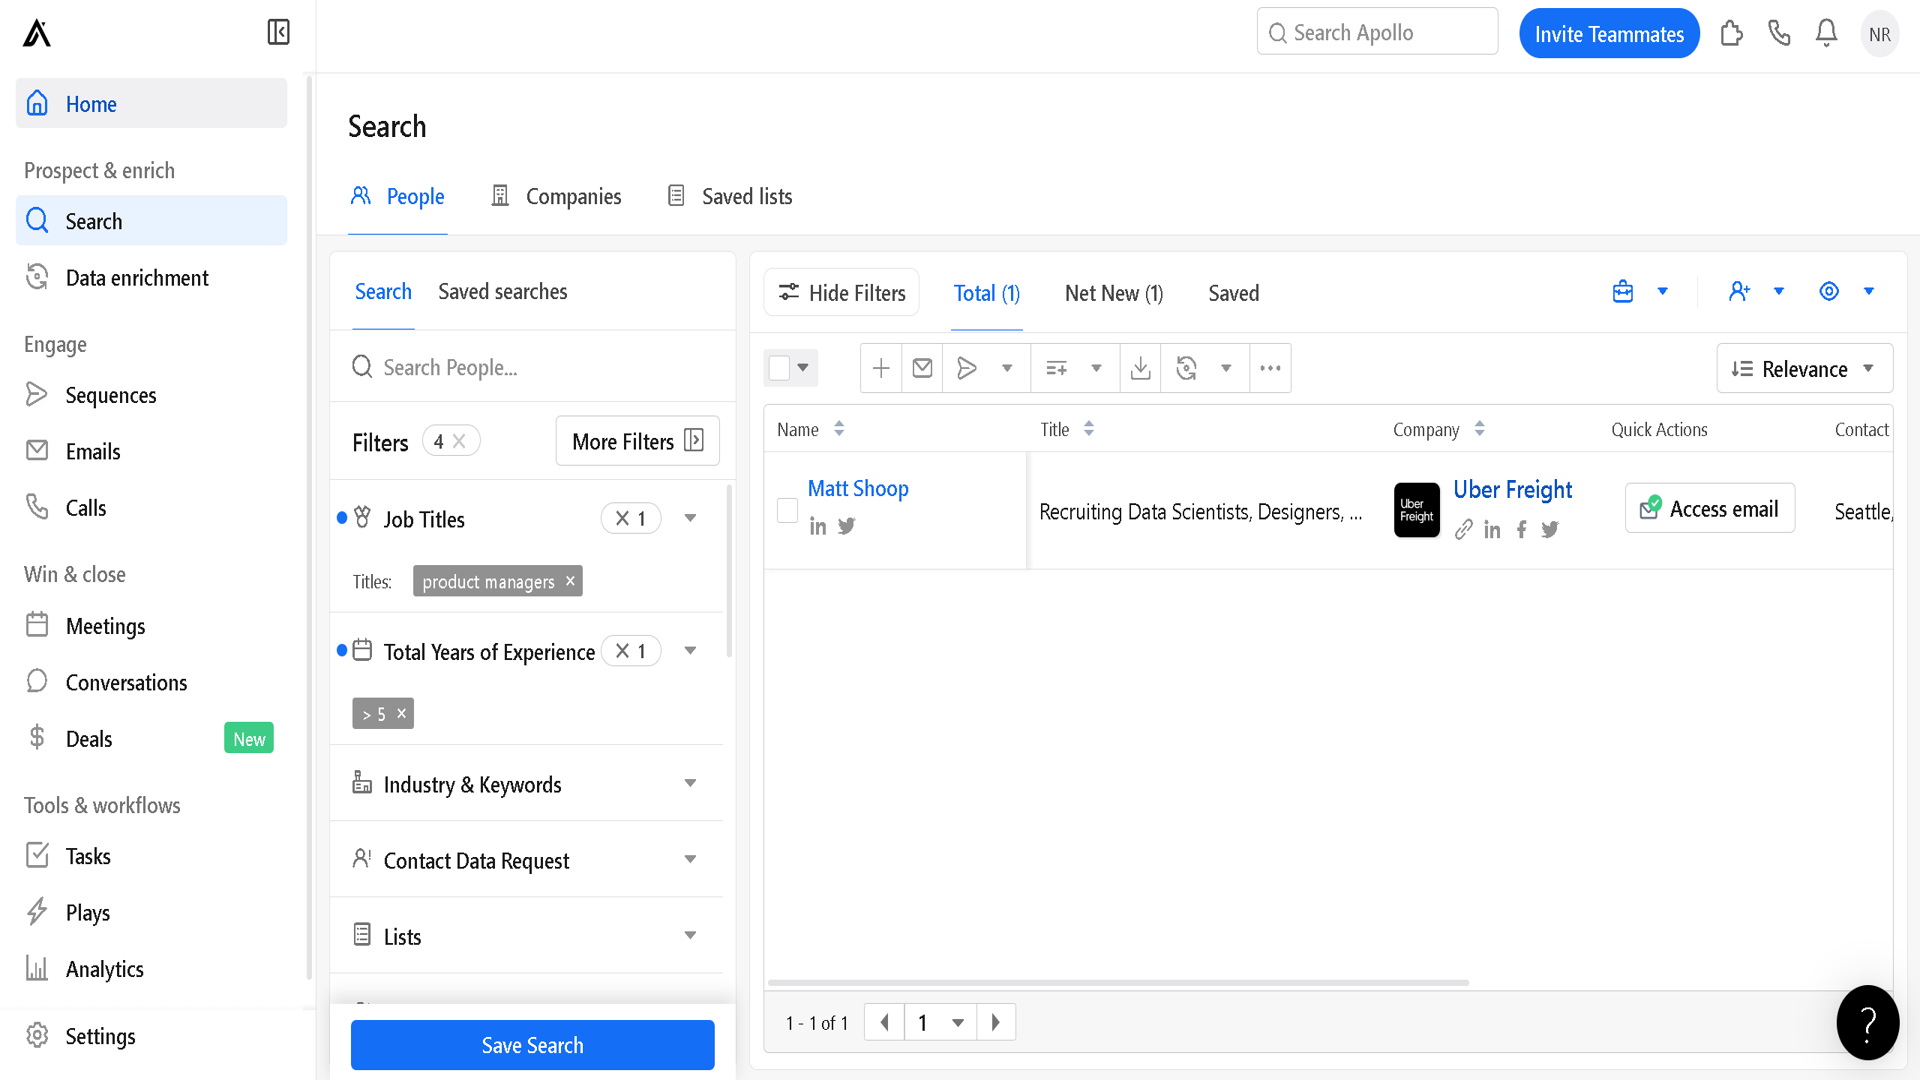 Search Apollo
Invite Teammates
NR
Home
Prospect & enrich
Search
Data enrichment
Engage
Sequences
Emails
Calls
Win & close
Meetings
Conversations
Deals
New
Tools & workflows
Tasks
Plays
Analytics
Settings
Search
People
Companies
Saved lists
Search
Saved searches
Search People...
Filters
4
More Filters
Job Titles
1
Titles:
product managers ×
Total Years of Experience
1
> 5 ×
Industry & Keywords
Contact Data Request
Lists
Save Search
Hide Filters
Total (1)
Net New (1)
Saved
Relevance
Name
Title
Company
Quick Actions
Contact
Matt Shoop
Recruiting Data Scientists, Designers, ...
Uber
Freight
Uber Freight
Access email
Seattle,
1 - 1 of 1
1
?